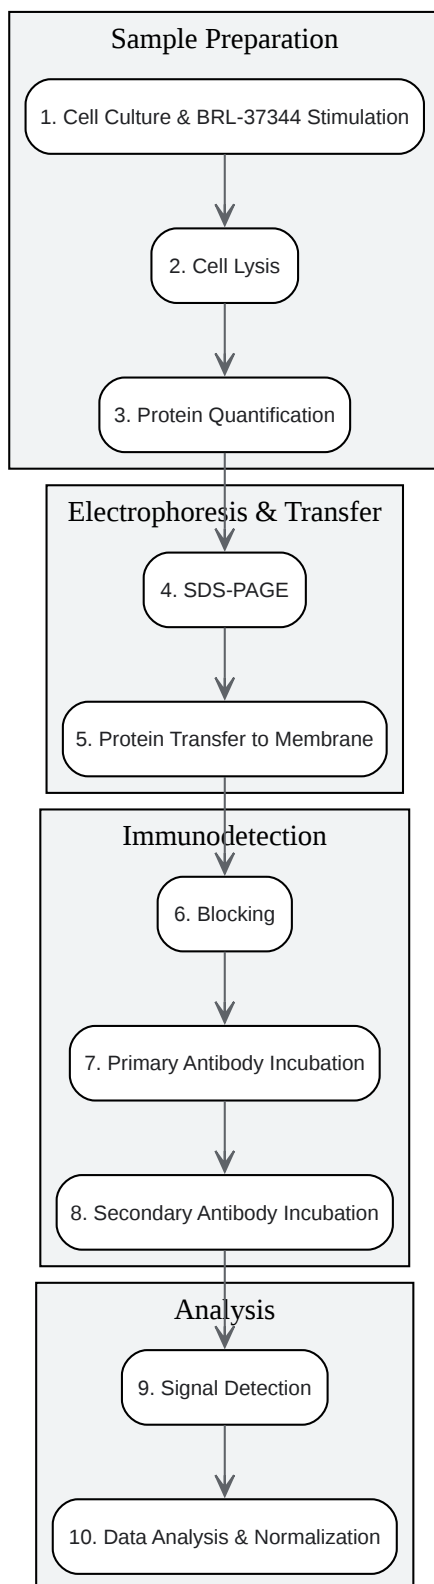 Sample Preparation
1. Cell Culture & BRL-37344 Stimulation
2. Cell Lysis
3. Protein Quantification
Electrophoresis & Transfer
4. SDS-PAGE
5. Protein Transfer to Membrane
Immunodetection
6. Blocking
7. Primary Antibody Incubation
8. Secondary Antibody Incubation
Analysis
9. Signal Detection
10. Data Analysis & Normalization